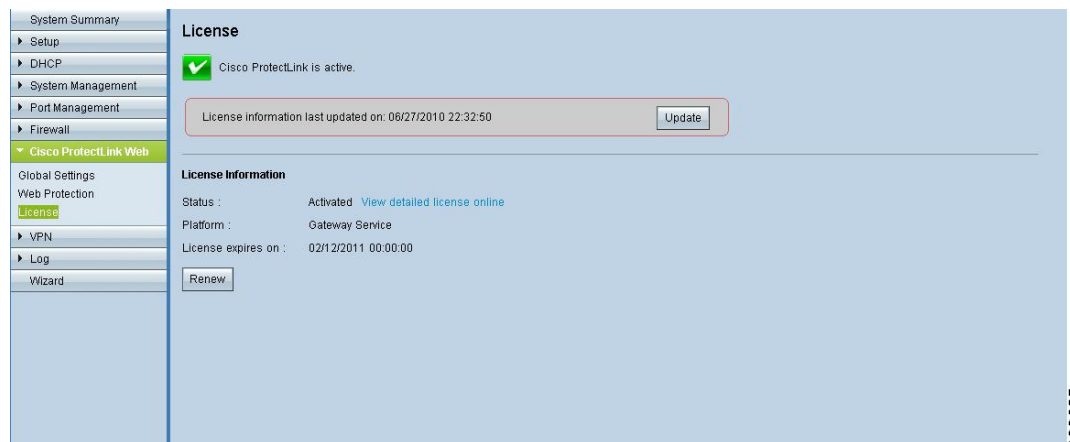 System Summary
Setup
DHCP
System Management
Port Management
Firewall
Cisco ProtectLink Web
Global Settings
Web Protection
License
VPN
Log
Wizard
License
Cisco ProtectLink is active.
License information last updated on: 06/27/2010 22:32:50 Update
License Information
Status : Activated View detailed license online
Platform : Gateway Service
License expires on : 02/12/2011 00:00:00
Renew